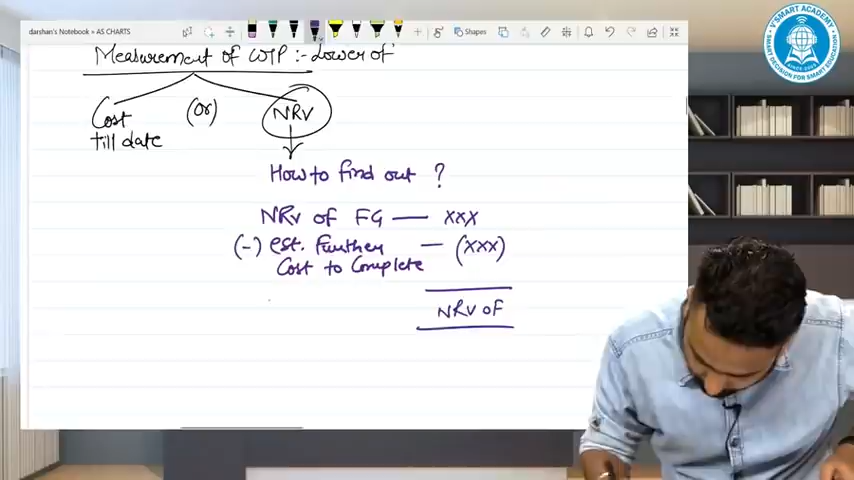 V'SMART ACADEMY
SMART DECISION FOR SMART EDUCATION
darshan's Notebook » AS CHARTS
Shapes
Measurement of WIP :- Lower of
Cost till date
(Or)
NRV
How to find out ?
NRV of FG — xxx
(-) est. Further — (xxx)
Cost to Complete
NRV OF